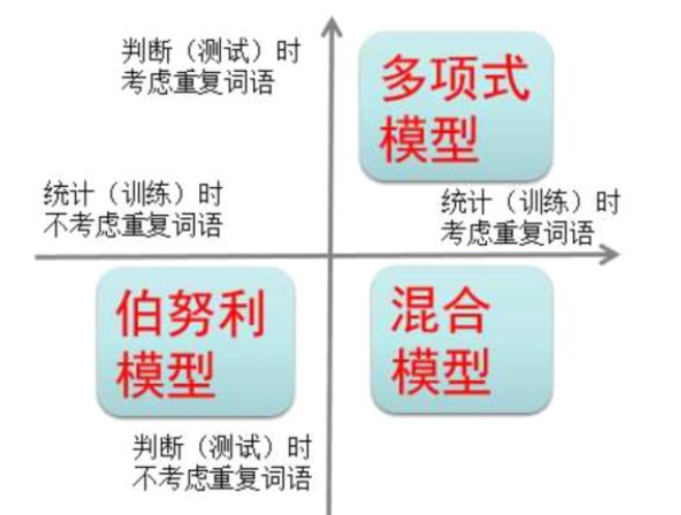 判断（测试）时
考虑重复词语
多项式
模型
统计（训练）时
不考虑重复词语
统计（训练）时
考虑重复词语
伯努利
模型
混合
模型
判断（测试）时
不考虑重复词语